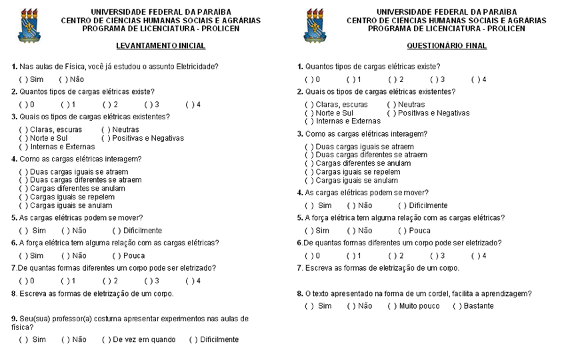 UNIVERSIDADE FEDERAL DA PARAIBA
CENTRO DE CIÊNCIAS HUMANAS SOCIAIS E AGRÁRIAS
PROGRAMA DE LICENCIATURA - PROLICEN
LEVANTAMENTO INICIAL
1. Nas aulas de Física, você já estudou o assunto Eletricidade?
( ) Sim ( ) Não
2. Quantos tipos de cargas elétricas existe?
( ) 0 ( ) 1 ( ) 2 ( ) 3 ( ) 4
3. Quais os tipos de cargas elétricas existentes?
( ) Claras, escuras ( ) Neutras
( ) Norte e Sul ( ) Positivas e Negativas
( ) Internas e Externas
4. Como as cargas elétricas interagem?
( ) Duas cargas iguais se atraem
( ) Duas cargas diferentes se atraem
( ) Cargas diferentes se anulam
( ) Cargas iguais se repelem
( ) Cargas iguais se anulam
5. As cargas elétricas podem se mover?
( ) Sim ( ) Não ( ) Dificilmente
6. A força elétrica tem alguma relação com as cargas elétricas?
( ) Sim ( ) Não ( ) Pouca
7.De quantas formas diferentes um corpo pode ser eletrizado?
( ) 0 ( ) 1 ( ) 2 ( ) 3 ( ) 4
8. Escreva as formas de eletrização de um corpo.
9. Seu(sua) professor(a) costuma apresentar experimentos nas aulas de
física?
( ) Sim ( ) Não ( ) De vez em quando ( ) Dificilmente
UNIVERSIDADE FEDERAL DA PARAIBA
CENTRO DE CIÊNCIAS HUMANAS SOCIAIS E AGRÁRIAS
PROGRAMA DE LICENCIATURA - PROLICEN
QUESTIONÁRIO FINAL
1. Quantos tipos de cargas elétricas existe?
( ) 0 ( ) 1 ( ) 2 ( ) 3 ( ) 4
2. Quais os tipos de cargas elétricas existentes?
( ) Claras, escuras ( ) Neutras
( ) Norte e Sul ( ) Positivas e Negativas
( ) Internas e Externas
3. Como as cargas elétricas interagem?
( ) Duas cargas iguais se atraem
( ) Duas cargas diferentes se atraem
( ) Cargas diferentes se anulam
( ) Cargas iguais se repelem
( ) Cargas iguais se anulam
4. As cargas elétricas podem se mover?
( ) Sim ( ) Não ( ) Dificilmente
5. A força elétrica tem alguma relação com as cargas elétricas?
( ) Sim ( ) Não ( ) Pouca
6.De quantas formas diferentes um corpo pode ser eletrizado?
( ) 0 ( ) 1 ( ) 2 ( ) 3 ( ) 4
7. Escreva as formas de eletrização de um corpo.
8. O texto apresentado na forma de um cordel, facilita a aprendizagem?
( ) Sim ( ) Não ( ) Muito pouco ( ) Bastante